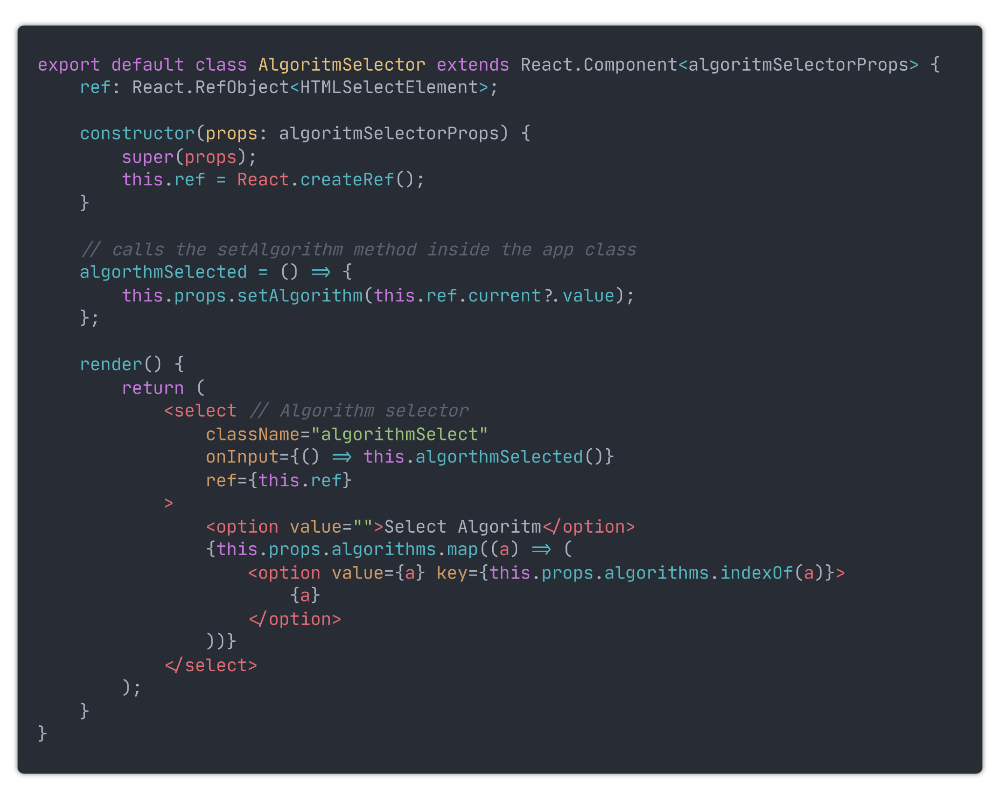 export default class AlgoritmSelector extends React.Component<algoritmSelectorProps> {
    ref: React.RefObject<HTMLSelectElement>;

    constructor(props: algoritmSelectorProps) {
        super(props);
        this.ref = React.createRef();
    }

    // calls the setAlgorithm method inside the app class
    algorthmSelected = () => {
        this.props.setAlgorithm(this.ref.current?.value);
    };

    render() {
        return (
            <select // Algorithm selector
                className="algorithmSelect"
                onInput={() => this.algorthmSelected()}
                ref={this.ref}
            >
                <option value="">Select Algoritm</option>
                {this.props.algorithms.map((a) => (
                    <option value={a} key={this.props.algorithms.indexOf(a)}>
                        {a}
                    </option>
                ))}
            </select>
        );
    }
}